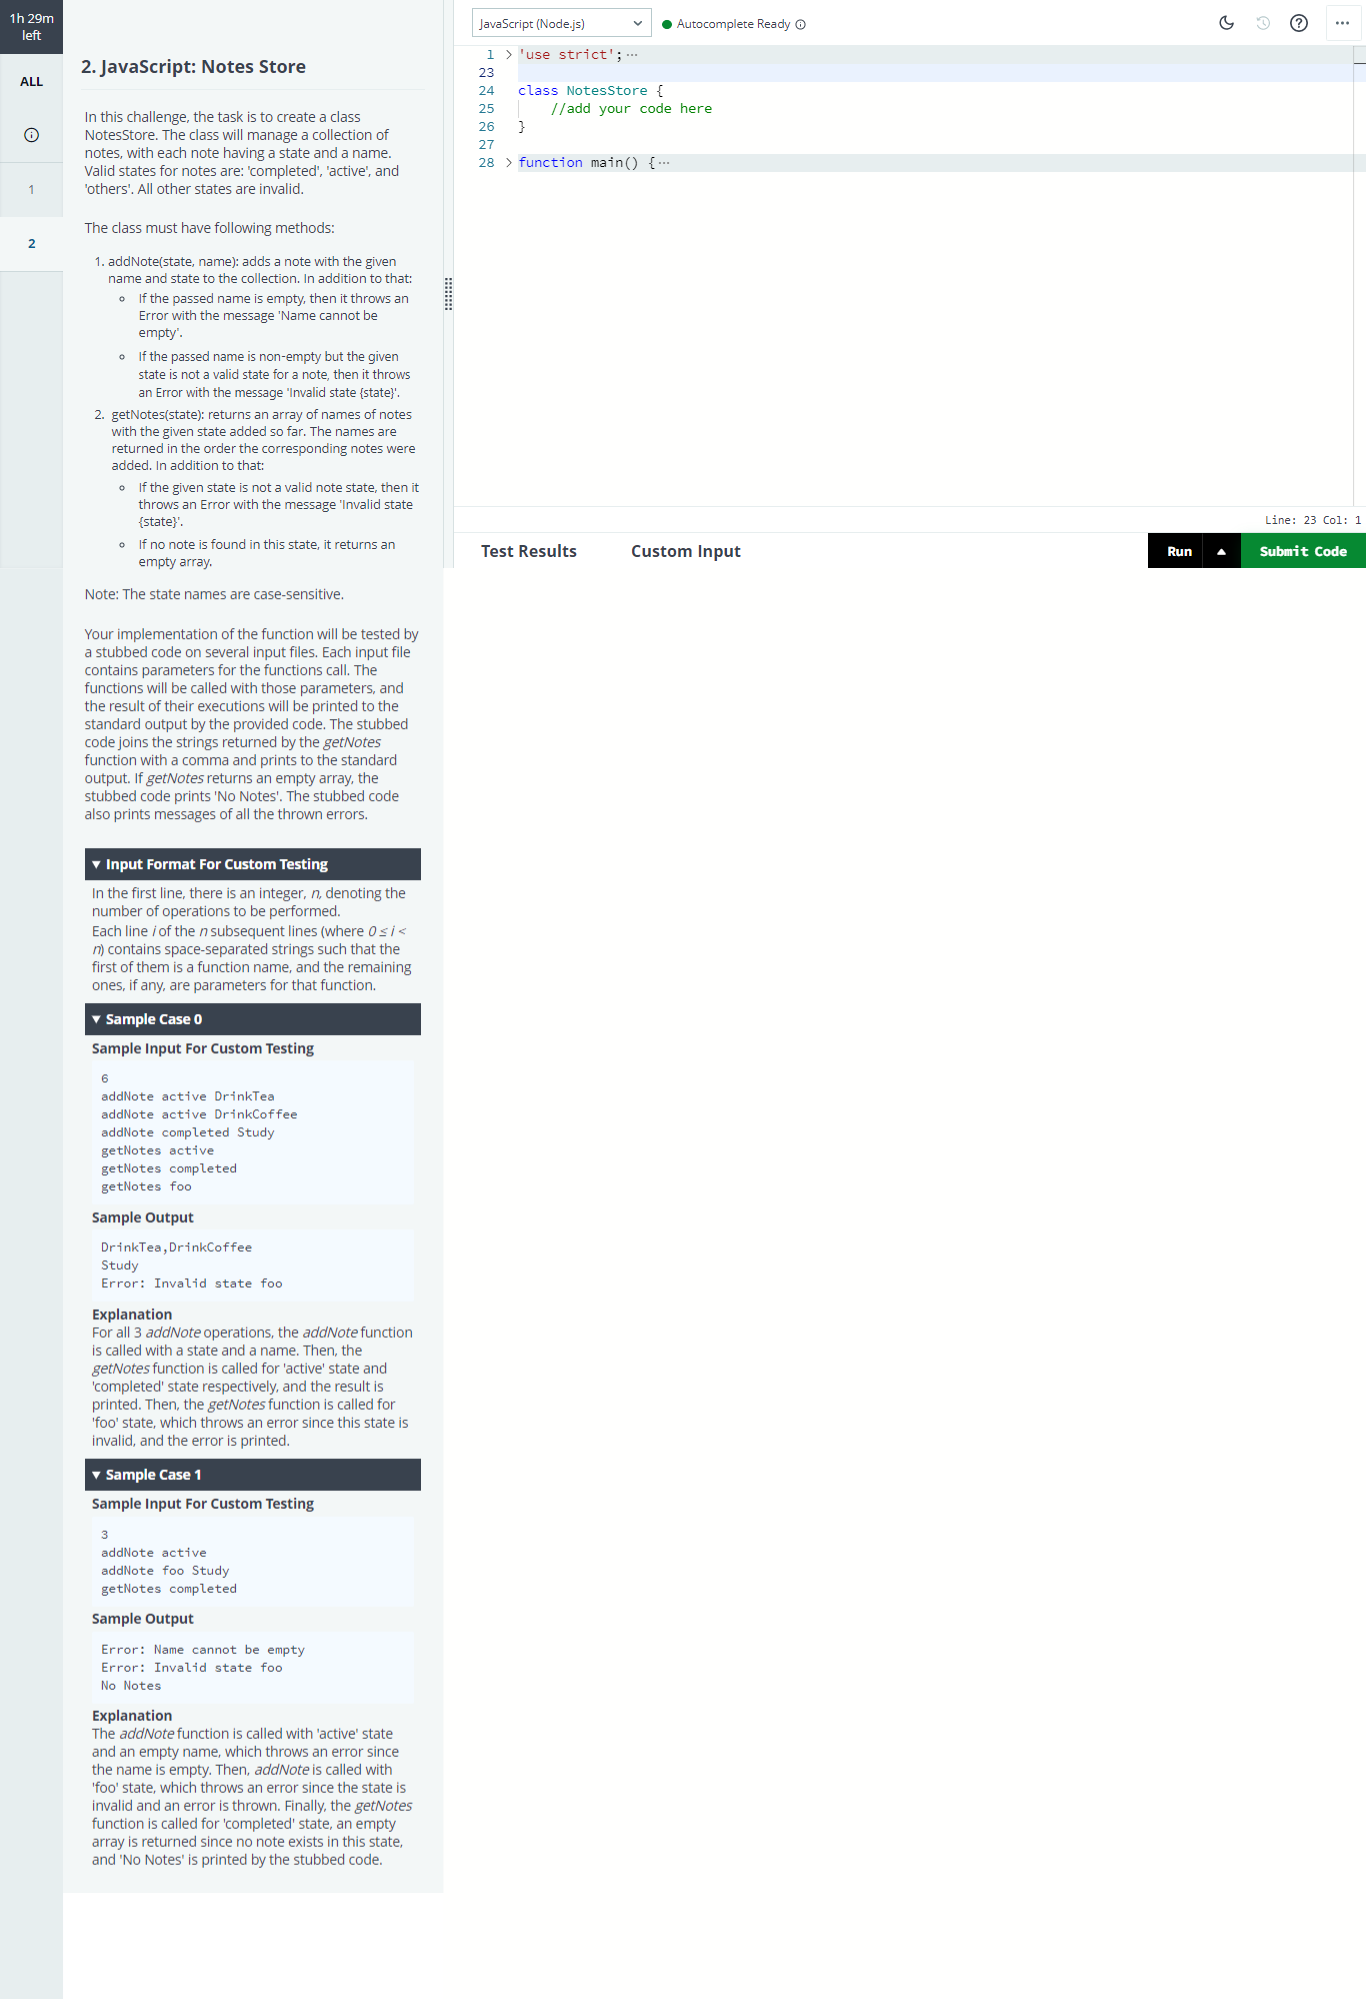 1h 29m
left
ALL
1
2
2. JavaScript: Notes Store
In this challenge, the task is to create a class
NotesStore. The class will manage a collection of
notes, with each note having a state and a name.
Valid states for notes are: 'completed', 'active', and
'others'. All other states are invalid.
The class must have following methods:
1. addNote(state, name): adds a note with the given
name and state to the collection. In addition to that:
If the passed name is empty, then it throws an
Error with the message 'Name cannot be
empty'.
If the passed name is non-empty but the given
state is not a valid state for a note, then it throws
an Error with the message 'Invalid state {state}'.
2. getNotes(state): returns an array of names of notes
with the given state added so far. The names are
returned in the order the corresponding notes were
added. In addition to that:
If the given state is not a valid note state, then it
throws an Error with the message 'Invalid state
{state}'.
If no note is found in this state, it returns an
empty array.
Note: The state names are case-sensitive.
Your implementation of the function will be tested by
a stubbed code on several input files. Each input file
contains parameters for the functions call. The
functions will be called with those parameters, and
the result of their executions will be printed to the
standard output by the provided code. The stubbed
code joins the strings returned by the getNotes
function with a comma and prints to the standard
output. If getNotes returns an empty array, the
stubbed code prints 'No Notes'. The stubbed code
also prints messages of all the thrown errors.
▼ Input Format For Custom Testing
In the first line, there is an integer, n, denoting the
number of operations to be performed.
Each line i of the n subsequent lines (where 0 ≤ i <
n) contains space-separated strings such that the
first of them is a function name, and the remaining
ones, if any, are parameters for that function.
▼ Sample Case 0
Sample Input For Custom Testing
6
addNote active DrinkTea
addNote active DrinkCoffee
addNote completed Study
getNotes active
getNotes completed
getNotes foo
Sample Output
DrinkTea,DrinkCoffee
Study
Error: Invalid state foo
Explanation
For all 3 addNote operations, the addNote function
is called with a state and a name. Then, the
getNotes function is called for 'active' state and
'completed' state respectively, and the result is
printed. Then, the getNotes function is called for
'foo' state, which throws an error since this state is
invalid, and the error is printed.
▼ Sample Case 1
Sample Input For Custom Testing
3
addNote active
addNote foo Study
getNotes completed
Sample Output
Error: Name cannot be empty
Error: Invalid state foo
No Notes
Explanation
The addNote function is called with 'active' state
and an empty name, which throws an error since
the name is empty. Then, addNote is called with
'foo' state, which throws an error since the state is
invalid and an error is thrown. Finally, the getNotes
function is called for 'completed' state, an empty
array is returned since no note exists in this state,
and 'No Notes' is printed by the stubbed code.
JavaScript (Node.js)
Autocomplete Ready
1 > 'use strict';···
23
24 class NotesStore {
25 //add your code here
26 }
27
28 > function main() {···
Line: 23 Col: 1
Test Results Custom Input
Run
Submit Code